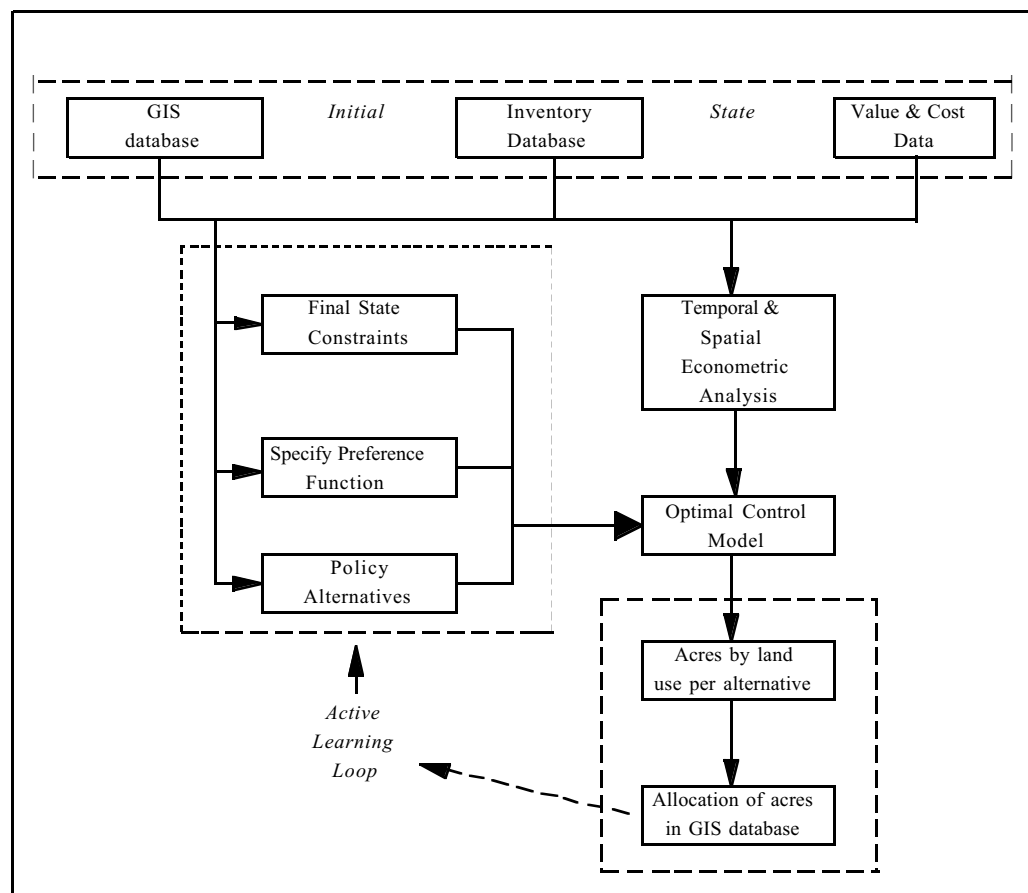 GIS
database
Initial
Inventory
Database
State
Value & Cost
Data
Final State
Constraints
Temporal &
Spatial
Econometric
Analysis
Specify Preference
Function
Optimal Control
Model
Policy
Alternatives
Acres by land
use per alternative
Active
Learning
Loop
Allocation of acres
in GIS database